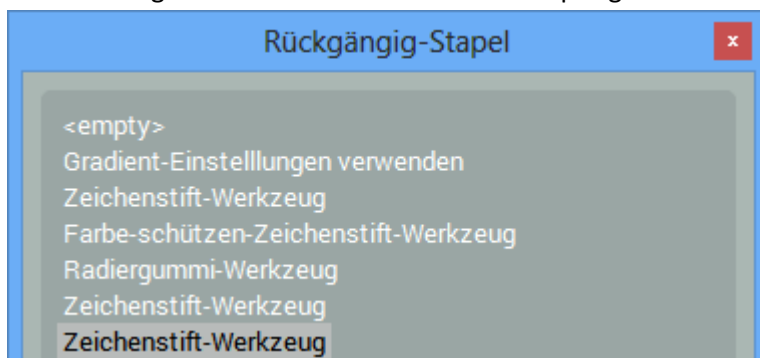 Rückgängig-Stapel
x
<empty>
Gradient-Einstelllungen verwenden
Zeichenstift-Werkzeug
Farbe-schützen-Zeichenstift-Werkzeug
Radiergummi-Werkzeug
Zeichenstift-Werkzeug
Zeichenstift-Werkzeug